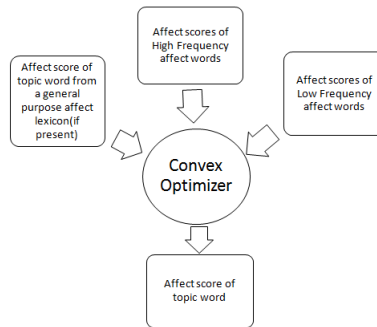 Affect scores of
High Frequency
affect words
Affect score of
topic word from
a general
purpose affect
lexicon(if
present)
Affect scores of
Low Frequency
affect words
Convex
Optimizer
Affect score of
topic word